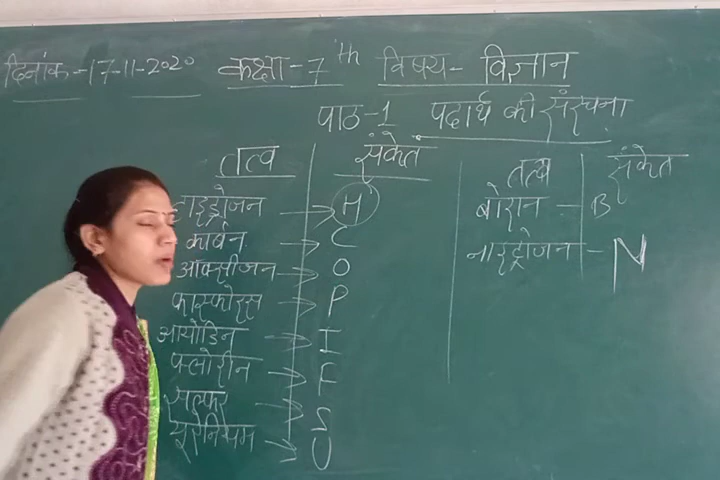 दिनांक-17-11-2020 कक्षा-7th विषय- विज्ञान
पाठ-1 पदार्थ की संरचना
तत्व संकेत
हाइड्रोजन → H
कार्बन → C
ऑक्सीजन → O
फास्फोरस → P
आयोडिन → I
फ्लोरीन → F
सल्फर → S
यूरेनियम → U
तत्व संकेत
बोरान - B
नाइट्रोजन - N